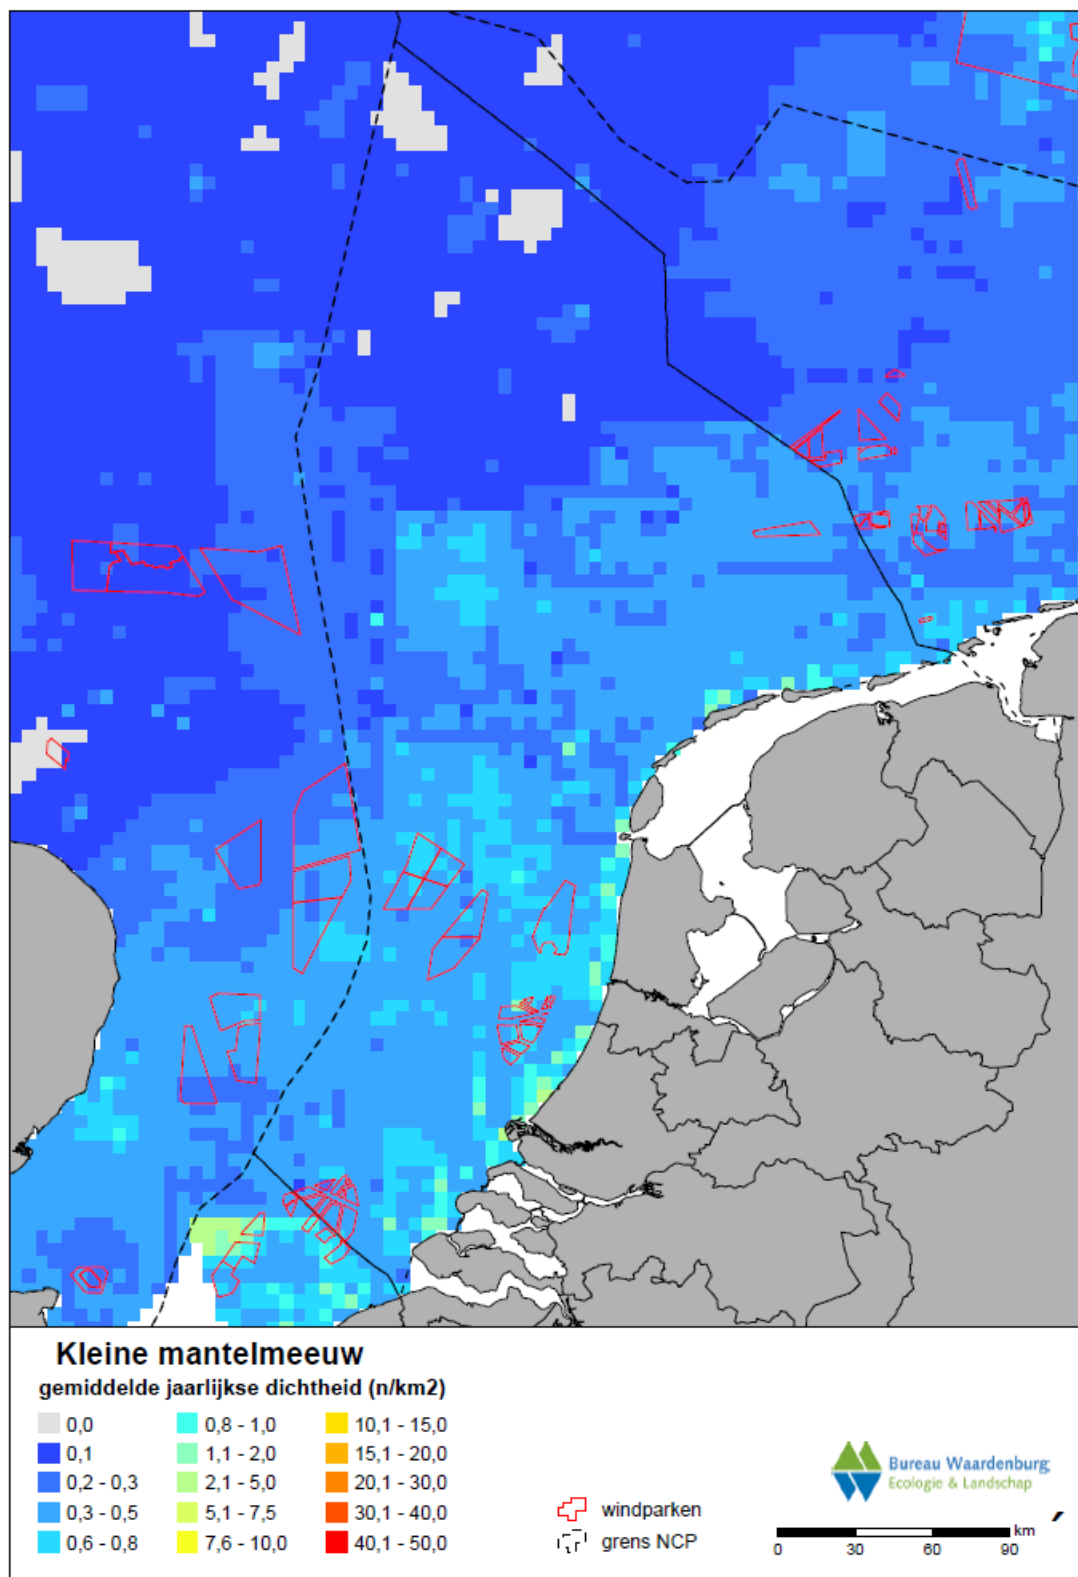 Kleine mantelmeeuw
gemiddelde jaarlijkse dichtheid (n/km2)
0,0
0,1
0,2 - 0,3
0,3 - 0,5
0,6 - 0,8
0,8 - 1,0
1,1 - 2,0
2,1 - 5,0
5,1 - 7,5
7,6 - 10,0
10,1 - 15,0
15,1 - 20,0
20,1 - 30,0
30,1 - 40,0
40,1 - 50,0
windparken
grens NCP
Bureau Waardenburg
Ecologie & Landschap
km
0 30 60 90